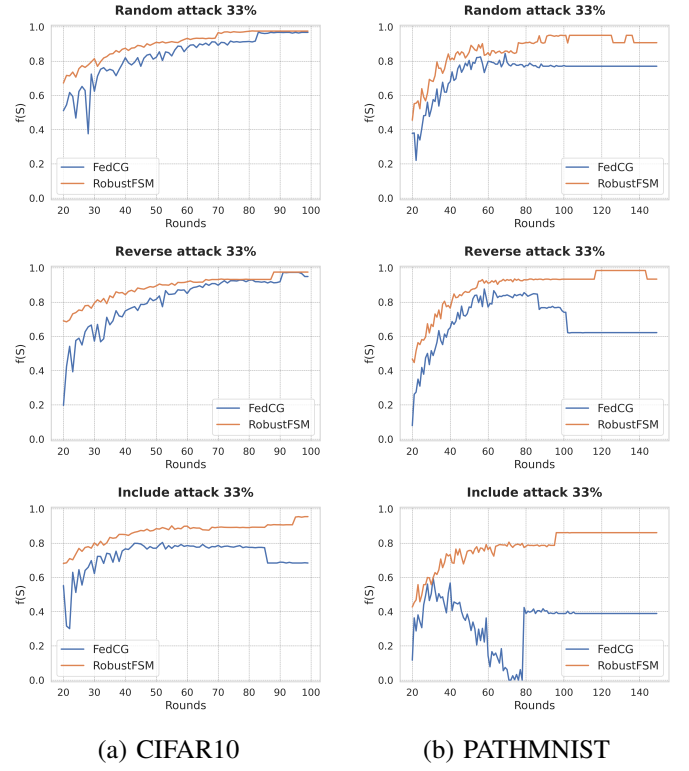 Random attack 33%
1.0
0.8
0.6
0.4
0.2
0.0
f(S)
FedCG
RobustFSM
20 30 40 50 60 70 80 90 100
Rounds
Random attack 33%
1.0
0.8
0.6
0.4
0.2
0.0
f(S)
FedCG
RobustFSM
20 40 60 80 100 120 140
Rounds
Reverse attack 33%
1.0
0.8
0.6
0.4
0.2
0.0
f(S)
FedCG
RobustFSM
20 30 40 50 60 70 80 90 100
Rounds
Reverse attack 33%
1.0
0.8
0.6
0.4
0.2
0.0
f(S)
FedCG
RobustFSM
20 40 60 80 100 120 140
Rounds
Include attack 33%
1.0
0.8
0.6
0.4
0.2
0.0
f(S)
FedCG
RobustFSM
20 30 40 50 60 70 80 90 100
Rounds
Include attack 33%
1.0
0.8
0.6
0.4
0.2
0.0
f(S)
FedCG
RobustFSM
20 40 60 80 100 120 140
Rounds
(a) CIFAR10
(b) PATHMNIST